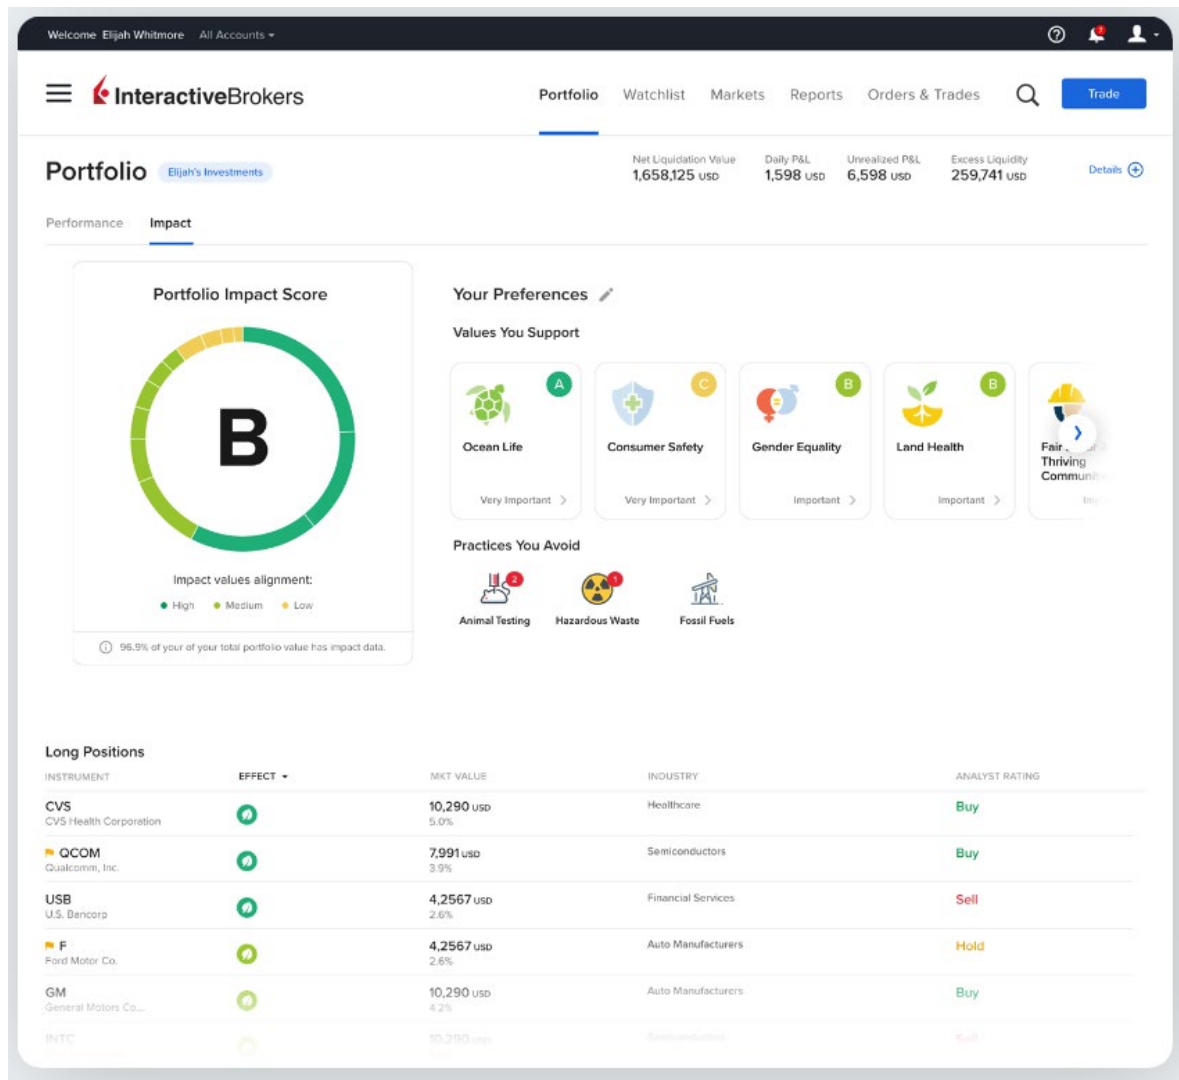 Welcome Elijah Whitmore All Accounts
7
InteractiveBrokers
Portfolio Watchlist Markets Reports Orders & Trades Trade
Portfolio Elijah's Investments
Net Liquidation Value Daily P&L Unrealized P&L Excess Liquidity
1,658,125 USD 1,598 USD 6,598 USD 259,741 USD Details
Performance Impact
Portfolio Impact Score
B
Impact values alignment:
High Medium Low
96.9% of your of your total portfolio value has impact data.
Your Preferences
Values You Support
A C B B
Ocean Life Consumer Safety Gender Equality Land Health
Thriving
Very Important Very Important Important Important
Practices You Avoid
2 1
Animal Testing Hazardous Waste Fossil Fuels
Long Positions
INSTRUMENT EFFECT MKT VALUE INDUSTRY ANALYST RATING
CVS 10,290 USD Healthcare Buy
CVS Health Corporation 5.0%
QCOM 7,991 USD Semiconductors Buy
Qualcomm, Inc. 3.9%
USB 4,2567 USD Financial Services Sell
U.S. Bancorp 2.6%
F 4,2567 USD Auto Manufacturers Hold
Ford Motor Co. 2.6%
GM 10,290 USD Auto Manufacturers Buy
General Motors Co... 4.2%
INTC 10,290 USD Semiconductors Sell